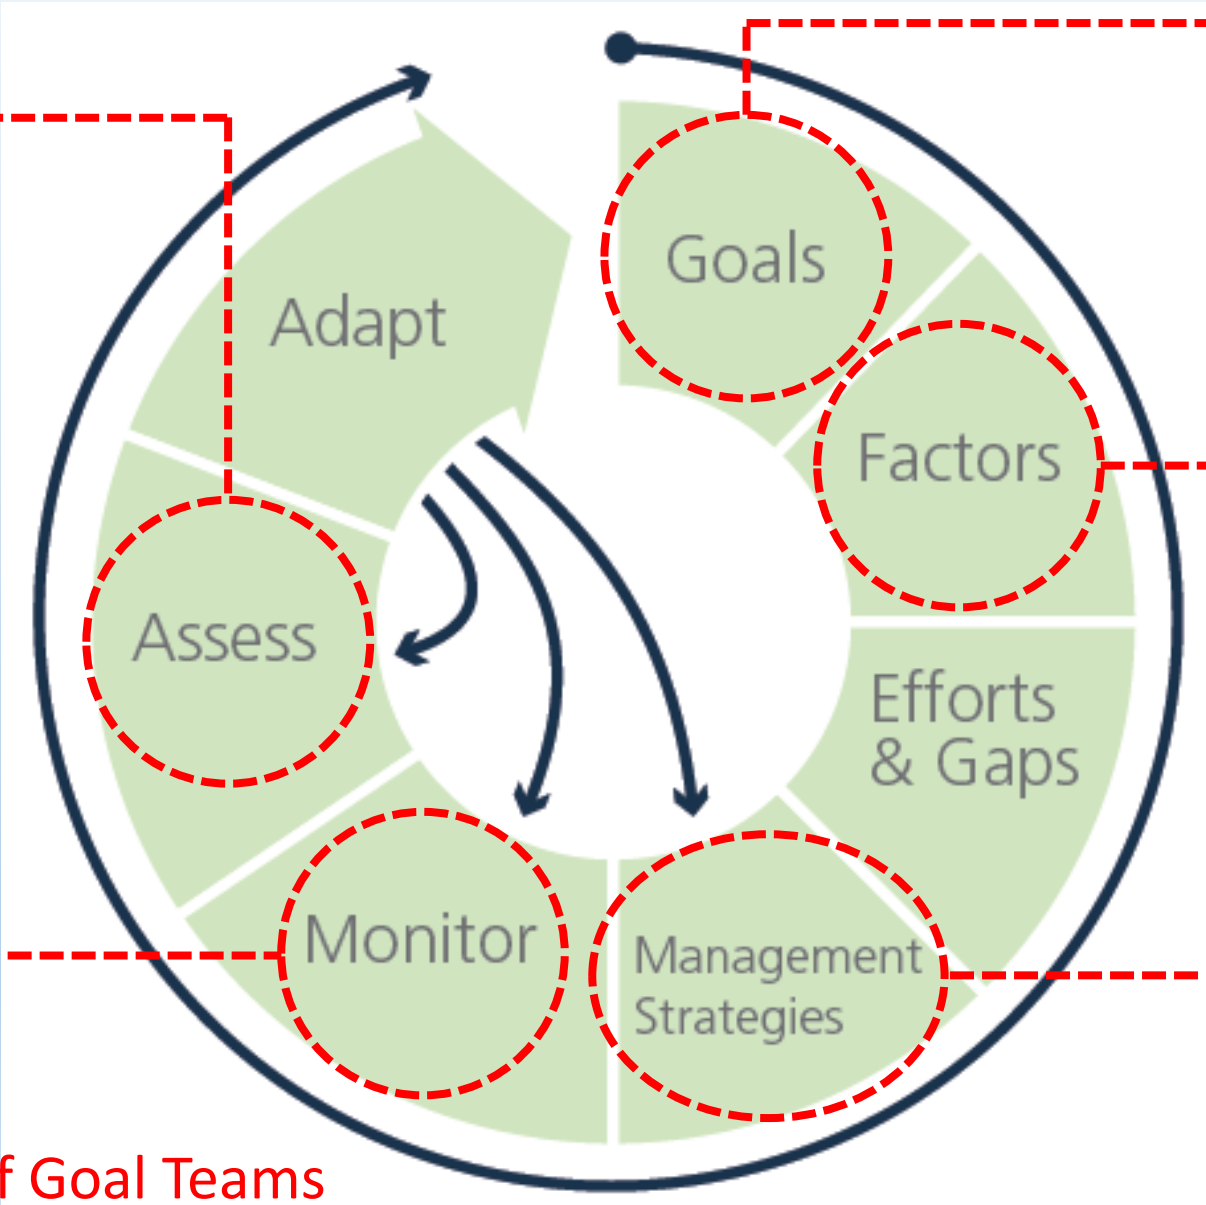 Goals
Factors
Efforts
& Gaps
Management
Strategies
Monitor
Assess
Adapt
f Goal Teams